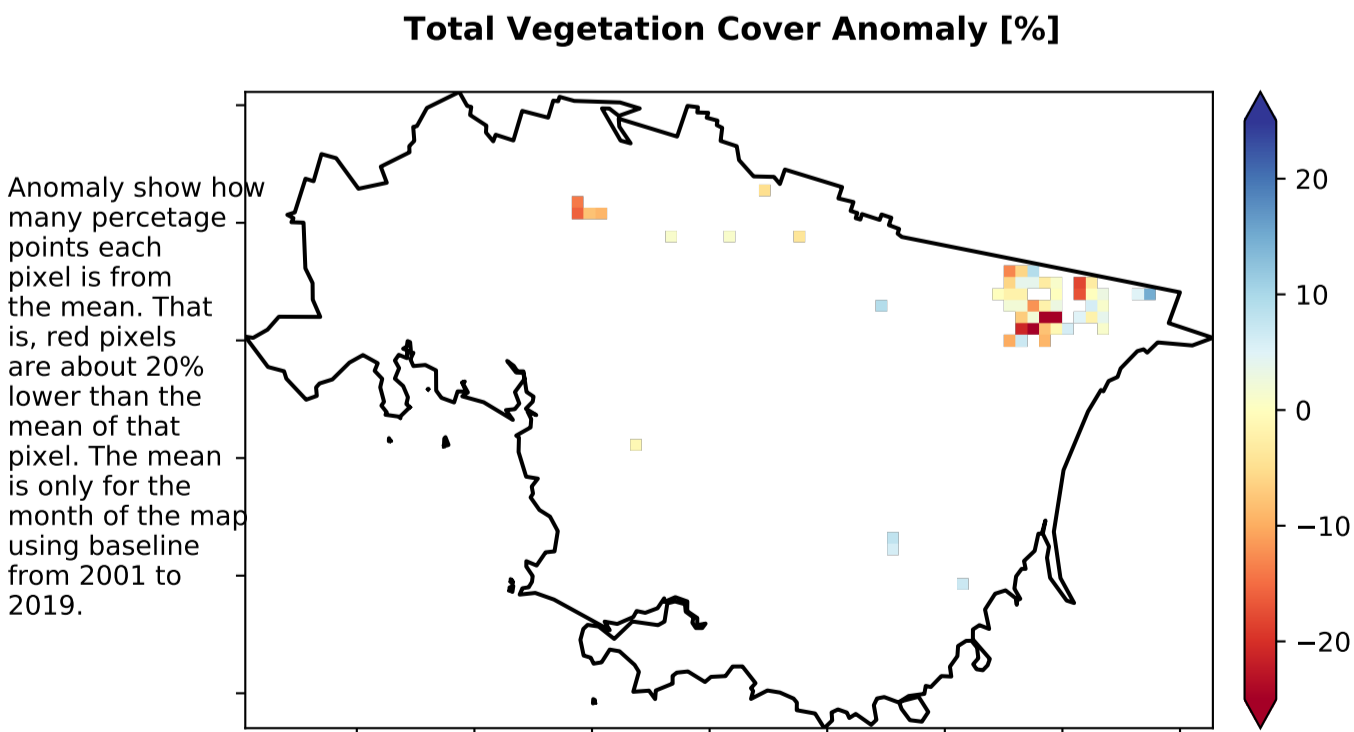 Total Vegetation Cover Anomaly [%]
Anomaly show how
many percetage
points each
pixel is from
the mean. That
is, red pixels
are about 20%
lower than the
mean of that
pixel. The mean
is only for the
month of the map
using baseline
from 2001 to
2019.
20
10
0
−10
−20